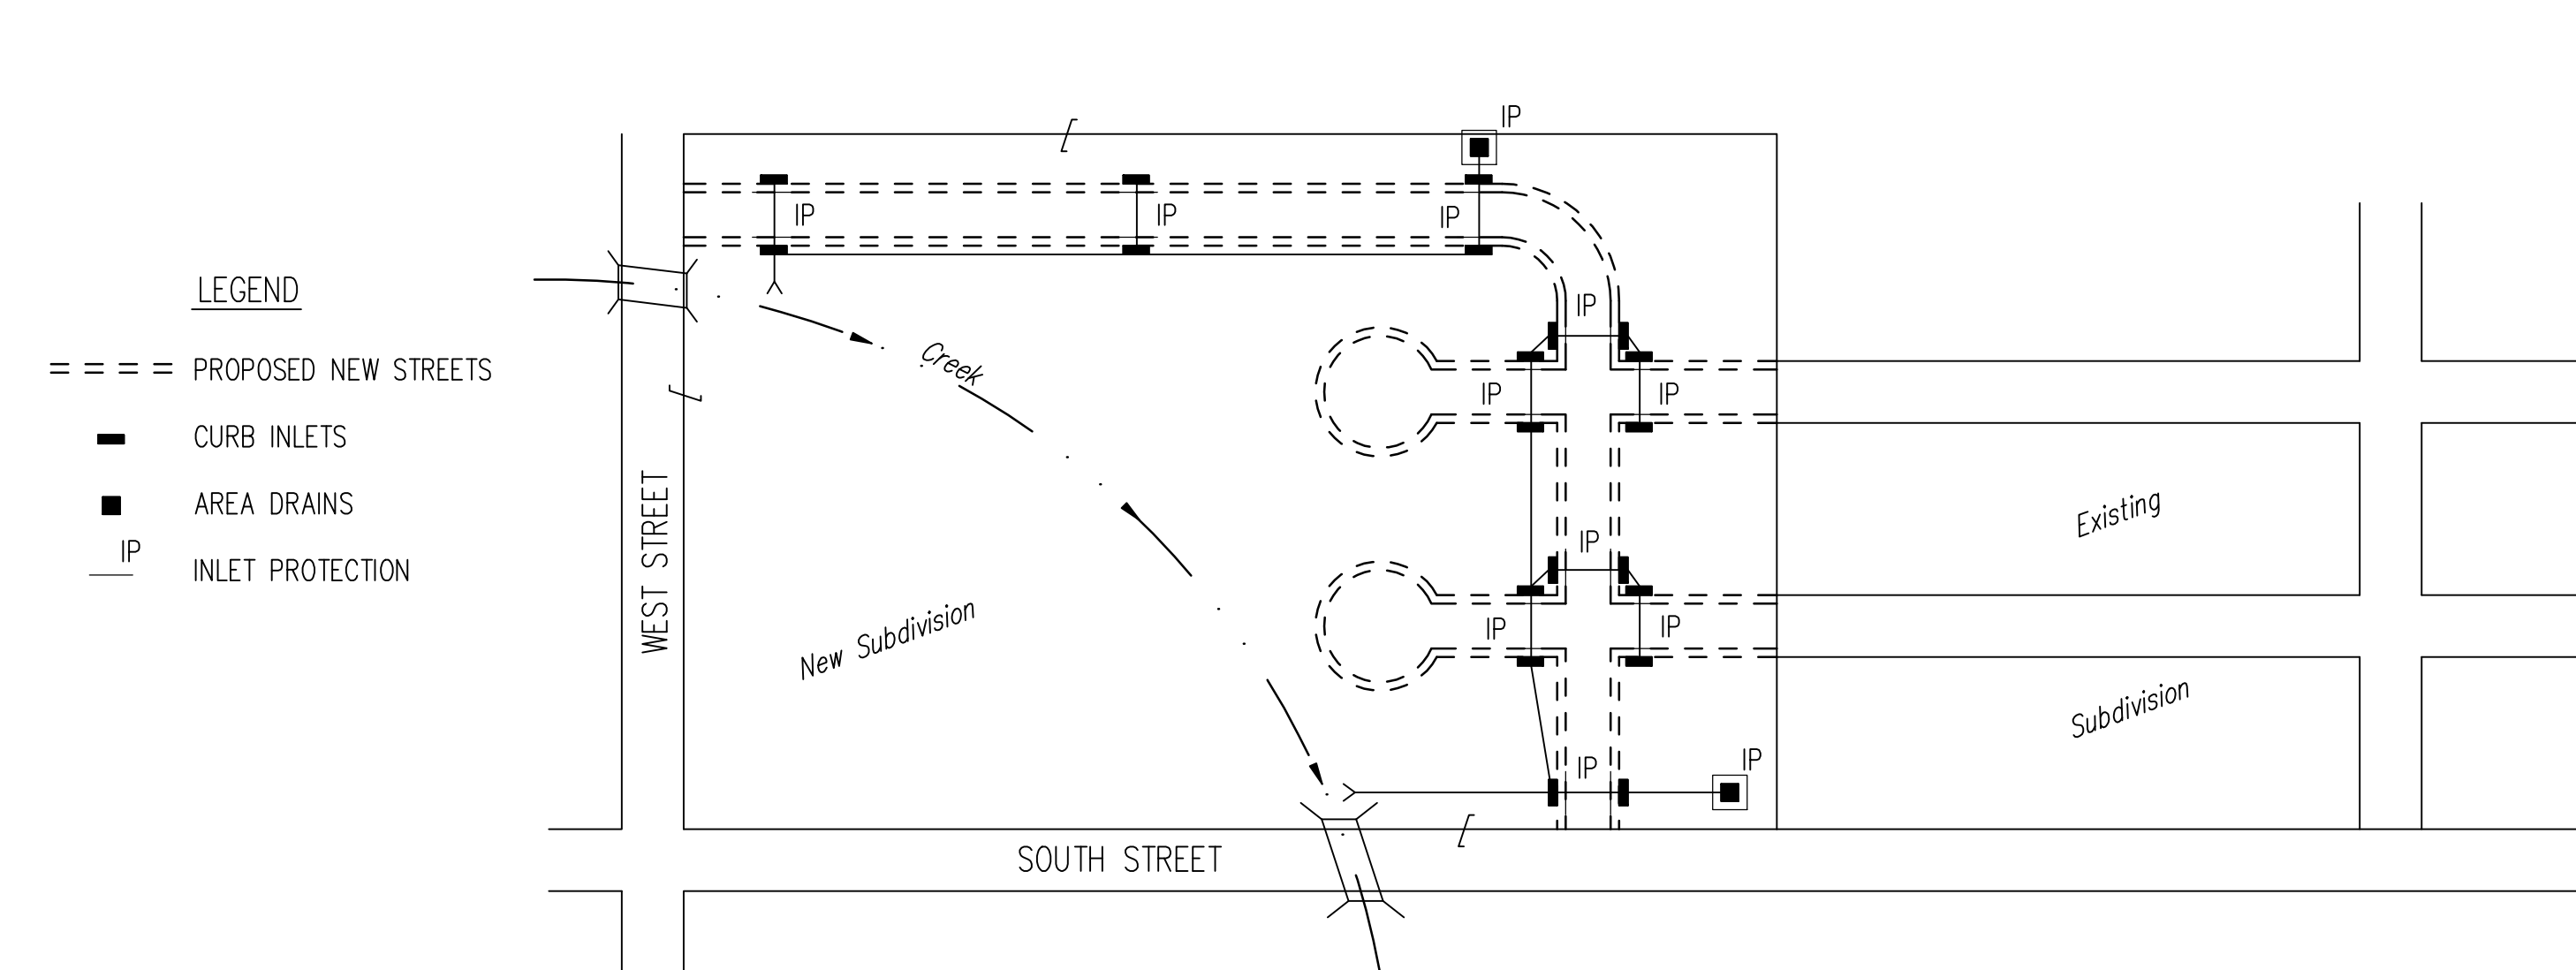 LEGEND
PROPOSED NEW STREETS
CURB INLETS
AREA DRAINS
IP
INLET PROTECTION
WEST STREET
IP
IP
IP
IP
IP
IP
IP
Creek
Existing
IP
IP
IP
New Subdivision
Subdivision
IP
IP
SOUTH STREET